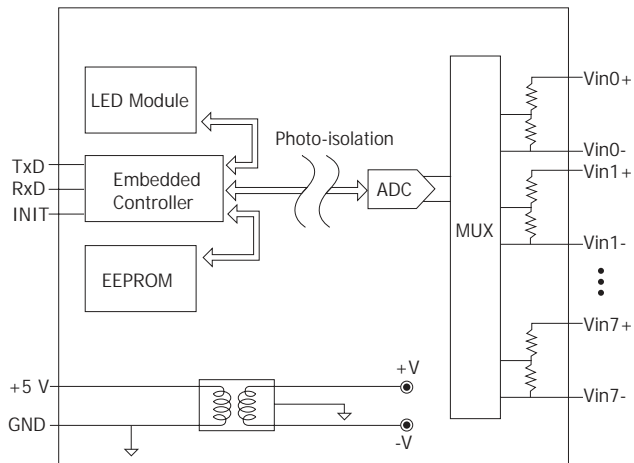 LED Module
Photo-isolation
TxD
RxD
INIT
Embedded
Controller
ADC
MUX
EEPROM
Vin0+
Vin0-
Vin1+
Vin1-
Vin7+
Vin7-
+5 V
GND
+V
-V